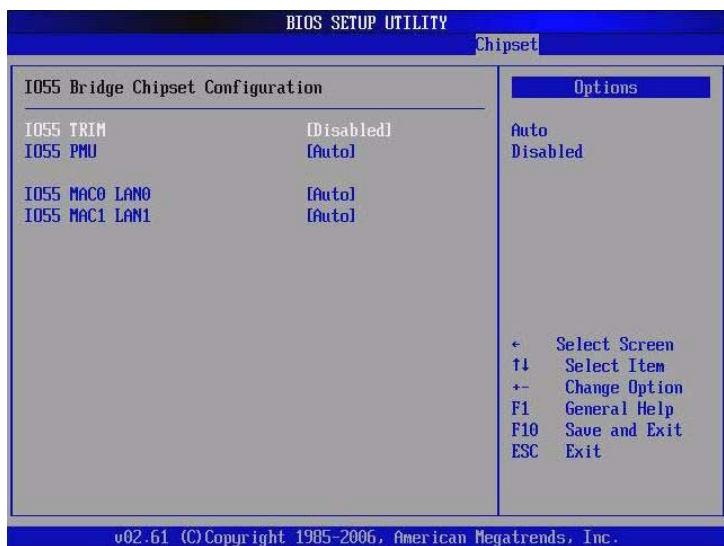 BIOS SETUP UTILITY
Chipset
IO55 Bridge Chipset Configuration
IO55 TRIM [Disabled]
IO55 PMU [Auto]
IO55 MAC0 LAN0 [Auto]
IO55 MAC1 LAN1 [Auto]
Options
Auto
Disabled
← Select Screen
↑↓ Select Item
+- Change Option
F1 General Help
F10 Save and Exit
ESC Exit
v02.61 (C)Copyright 1985-2006, American Megatrends, Inc.